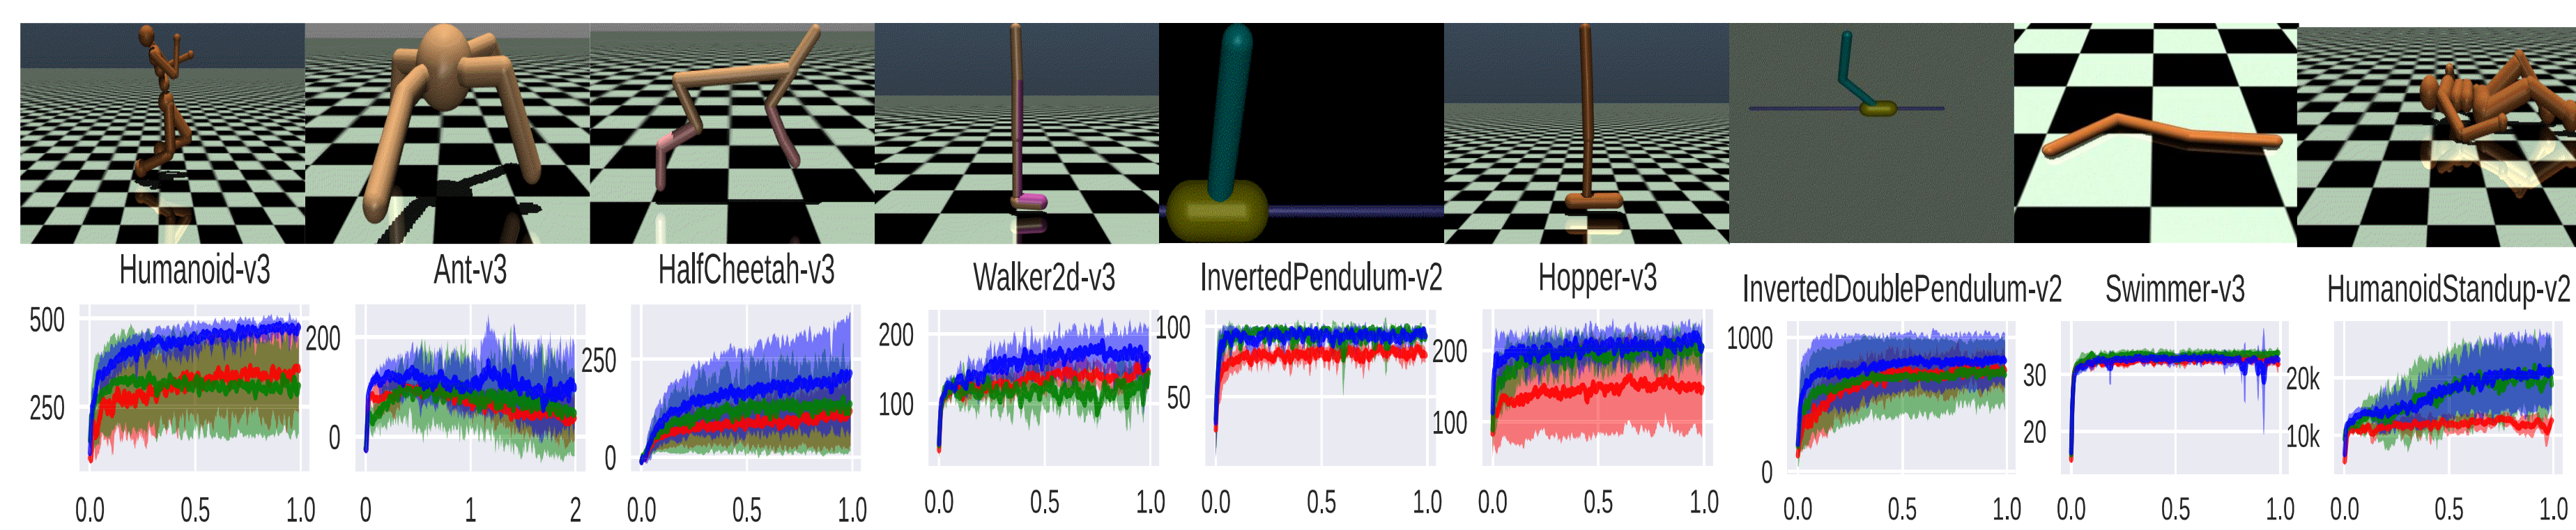 Humanoid-v3
Ant-v3
HalfCheetah-v3
Walker2d-v3
InvertedPendulum-v2
Hopper-v3
InvertedDoublePendulum-v2
Swimmer-v3
HumanoidStandup-v2
500
250
0.0 0.5 1.0
200
0
0 1 2
250
0
0.0 0.5 1.0
200
100
0.0 0.5 1.0
100
50
0.0 0.5 1.0
200
100
0.0 0.5 1.0
1000
0
0.0 0.5 1.0
30
20
0.0 0.5 1.0
20k
10k
0.0 0.5 1.0